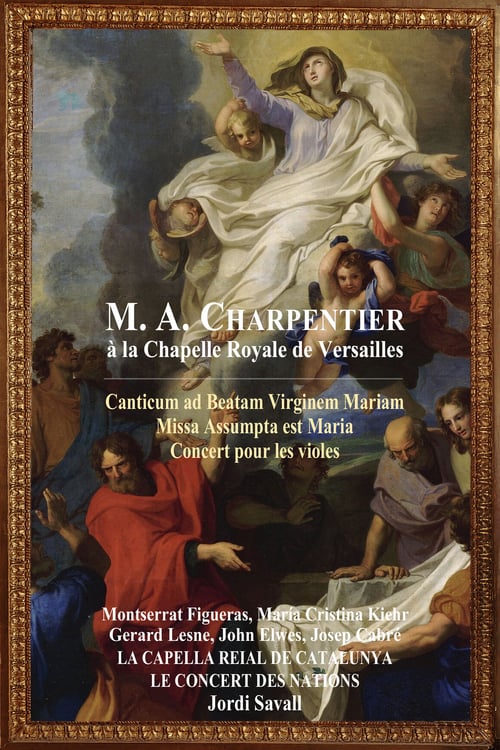 M. A. CHARPENTIER
à la Chapelle Royale de Versailles
Canticum ad Beatam Virginem Mariam
Missa Assumpta est Maria
Concert pour les violes
Montserrat Figueras, María Cristina Kiehr
Gerard Lesne, John Elwes, Josep Cabré
LA CAPELLA REIAL DE CATALUNYA
LE CONCERT DES NATIONS
Jordi Savall